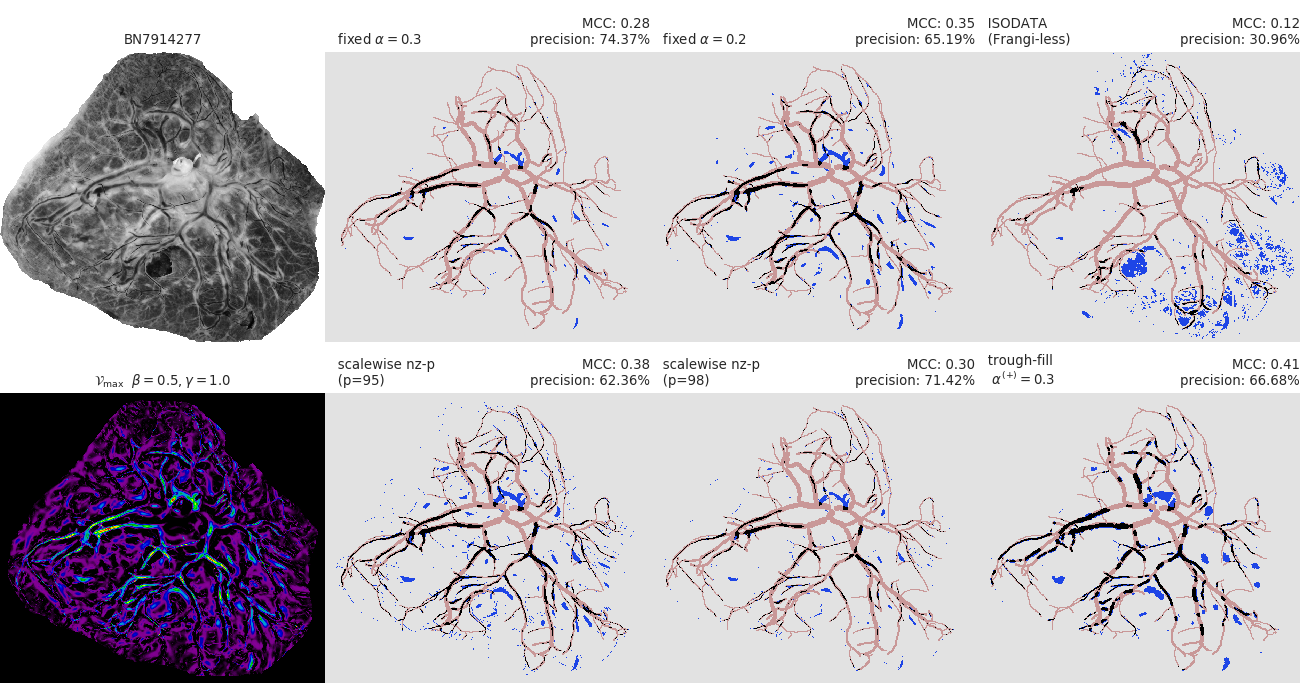 BN7914277
fixed α = 0.3
MCC: 0.28
precision: 74.37%
fixed α = 0.2
MCC: 0.35
precision: 65.19%
ISODATA
(Frangi-less)
MCC: 0.12
precision: 30.96%
𝒱max β = 0.5, γ = 1.0
scalewise nz-p
(p=95)
MCC: 0.38
precision: 62.36%
scalewise nz-p
(p=98)
MCC: 0.30
precision: 71.42%
trough-fill
α(+) = 0.3
MCC: 0.41
precision: 66.68%